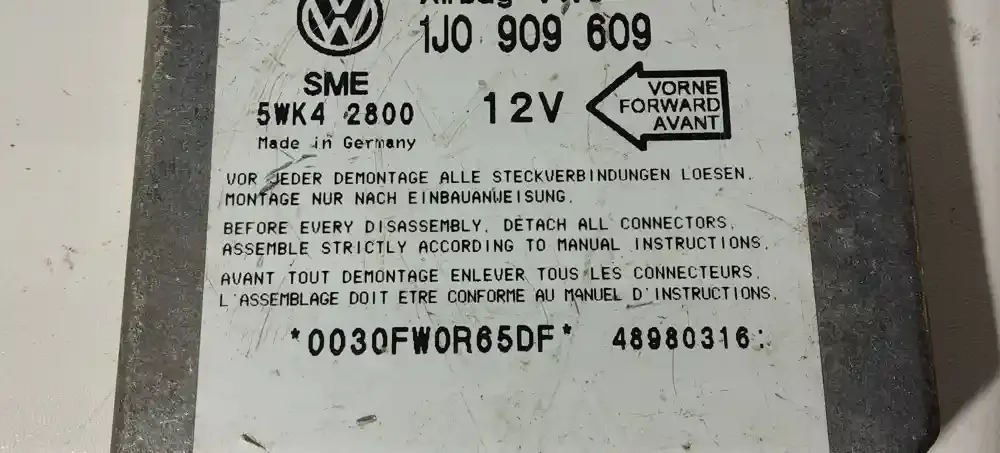 Airbag
1J0 909 609
SME
5WK4 2800
Made in Germany
12V
VORNE
FORWARD
AVANT
VOR JEDER DEMONTAGE ALLE STECKVERBINDUNGEN LOESEN.
MONTAGE NUR NACH EINBAUANWEISUNG.
BEFORE EVERY DISASSEMBLY, DETACH ALL CONNECTORS,
ASSEMBLE STRICTLY ACCORDING TO MANUAL INSTRUCTIONS.
AVANT TOUT DEMONTAGE ENLEVER TOUS LES CONNECTEURS.
L'ASSEMBLAGE DOIT ETRE CONFORME AU MANUEL D'INSTRUCTIONS.
*0030FW0R65DF* 48980316: